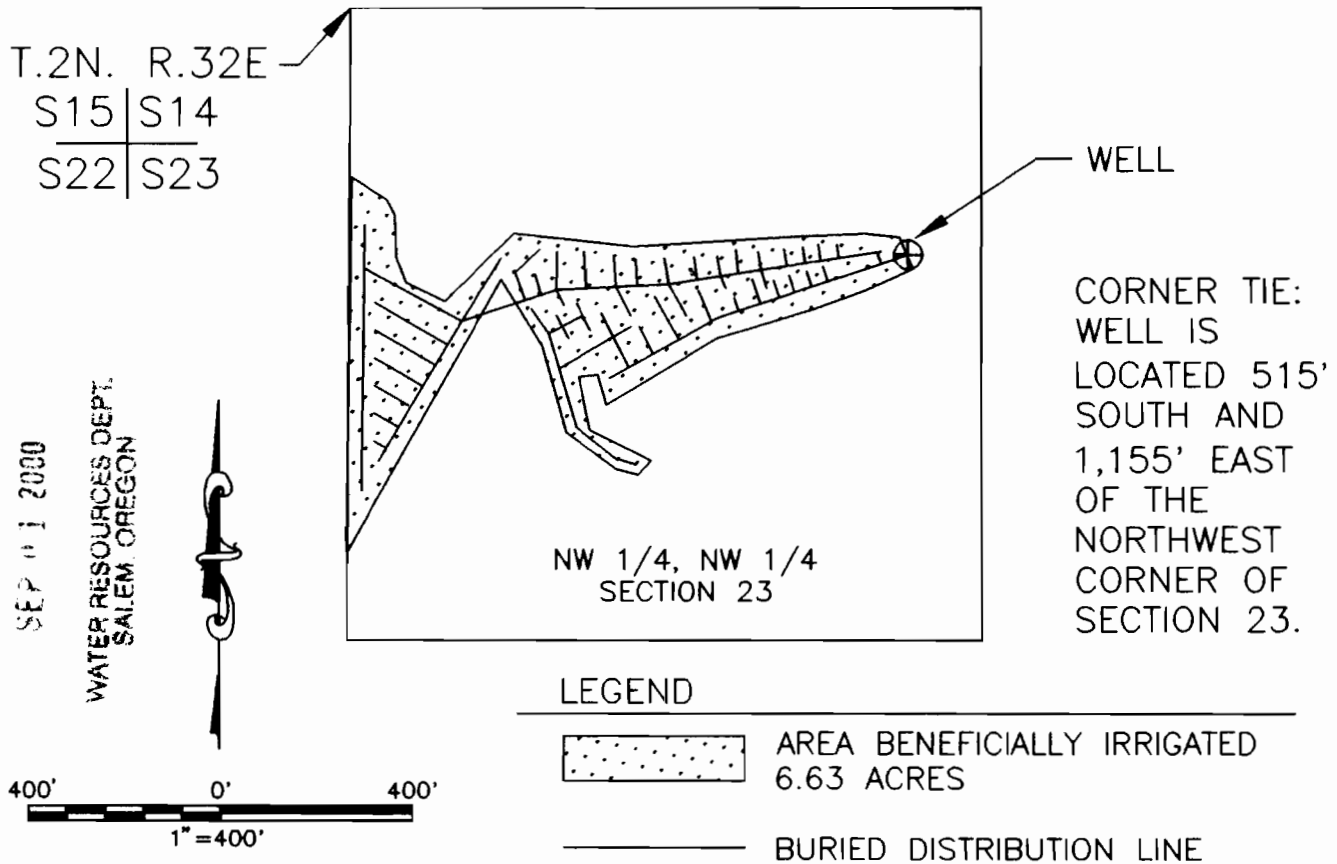 T.2N. R.32E
S15 S14
S22 S23
WELL
CORNER TIE:
WELL IS
LOCATED 515'
SOUTH AND
1,155' EAST
OF THE
NORTHWEST
CORNER OF
SECTION 23.
SEP 2000
WATER RESOURCES DEPT.
SALEM, OREGON
NW 1/4, NW 1/4
SECTION 23
LEGEND
AREA BENEFICIALLY IRRIGATED
6.63 ACRES
BURIED DISTRIBUTION LINE
400' 0' 400'
1"=400'